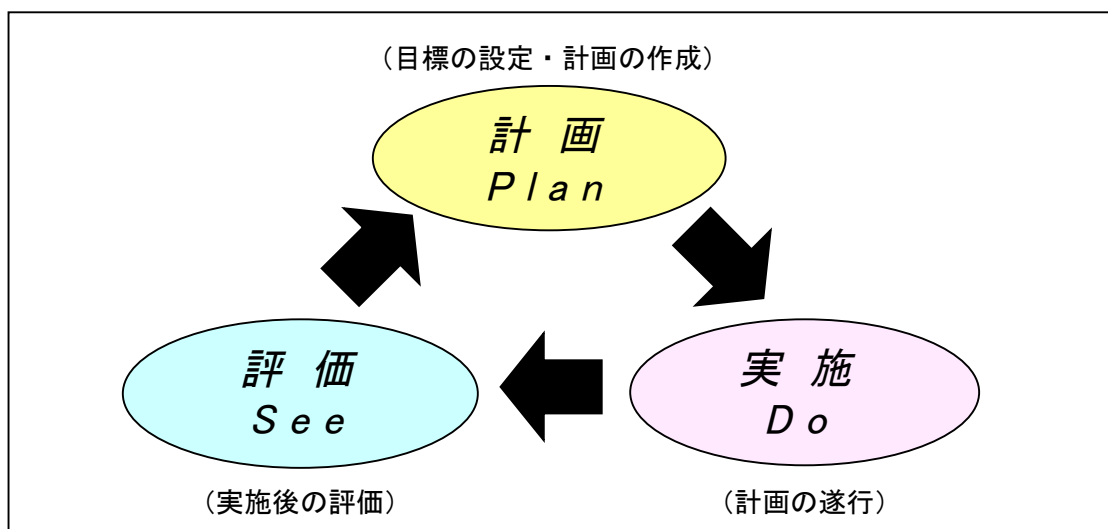 （目標の設定・計画の作成）
計 画
Ｐｌａｎ
評 価
Ｓｅｅ
実 施
Ｄｏ
（実施後の評価）
（計画の遂行）